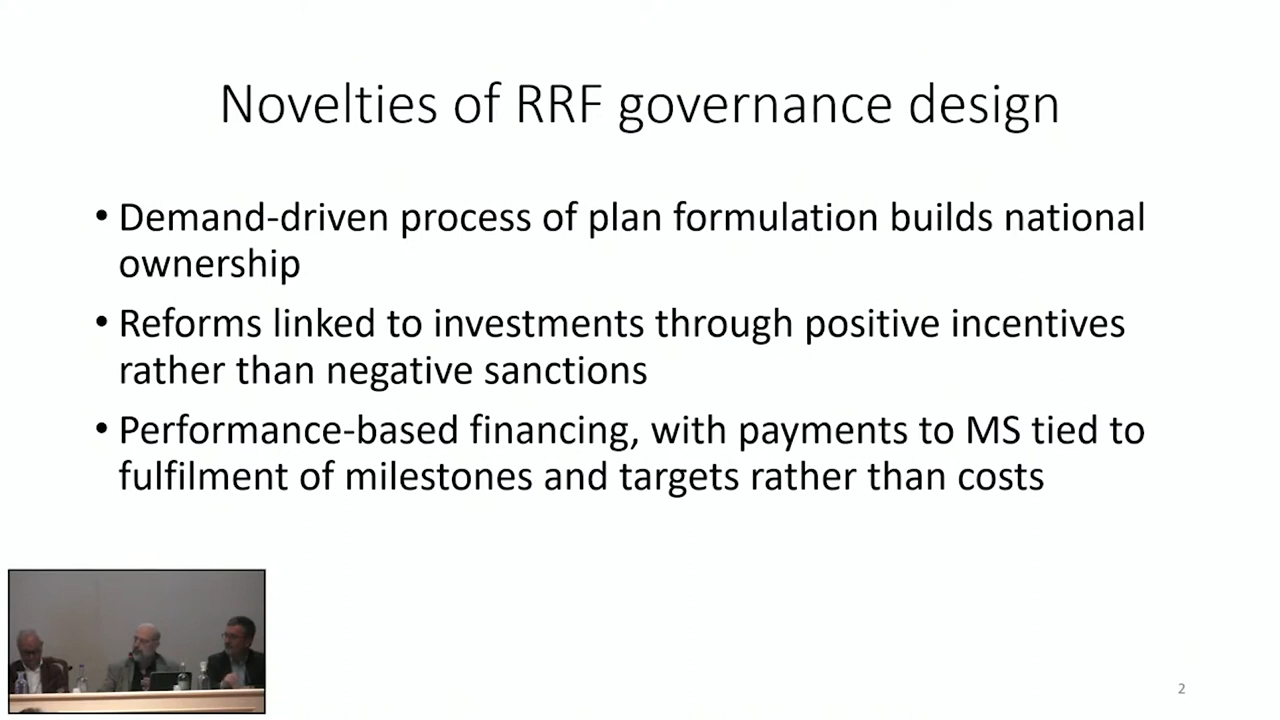 Novelties of RRF governance design
• Demand-driven process of plan formulation builds national
ownership
• Reforms linked to investments through positive incentives
rather than negative sanctions
• Performance-based financing, with payments to MS tied to
fulfilment of milestones and targets rather than costs
2